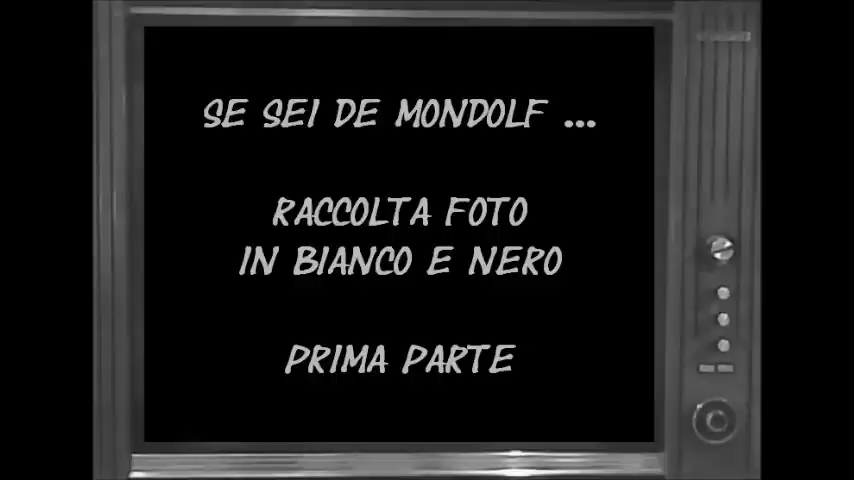 SE SEI DE MONDOLF ...
RACCOLTA FOTO
IN BIANCO E NERO
PRIMA PARTE